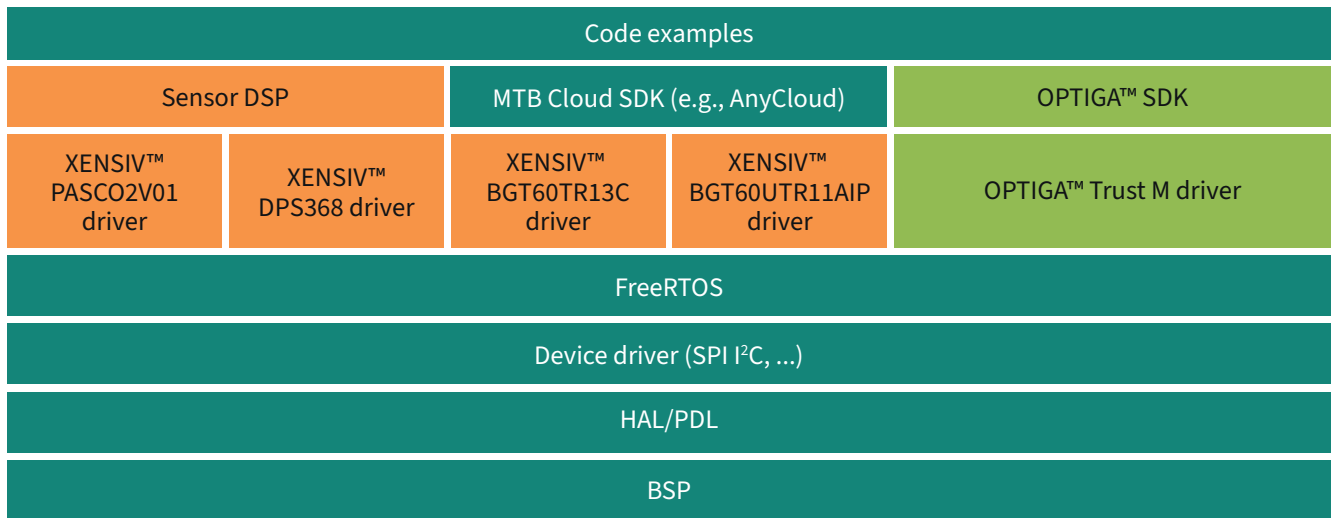 Code examples
Sensor DSP
MTB Cloud SDK (e.g., AnyCloud)
OPTIGA™ SDK
XENSIV™
PASCO2V01
driver
XENSIV™
DPS368 driver
XENSIV™
BGT60TR13C
driver
XENSIV™
BGT60UTR11AIP
driver
OPTIGA™ Trust M driver
FreeRTOS
Device driver (SPI I²C, ...)
HAL/PDL
BSP